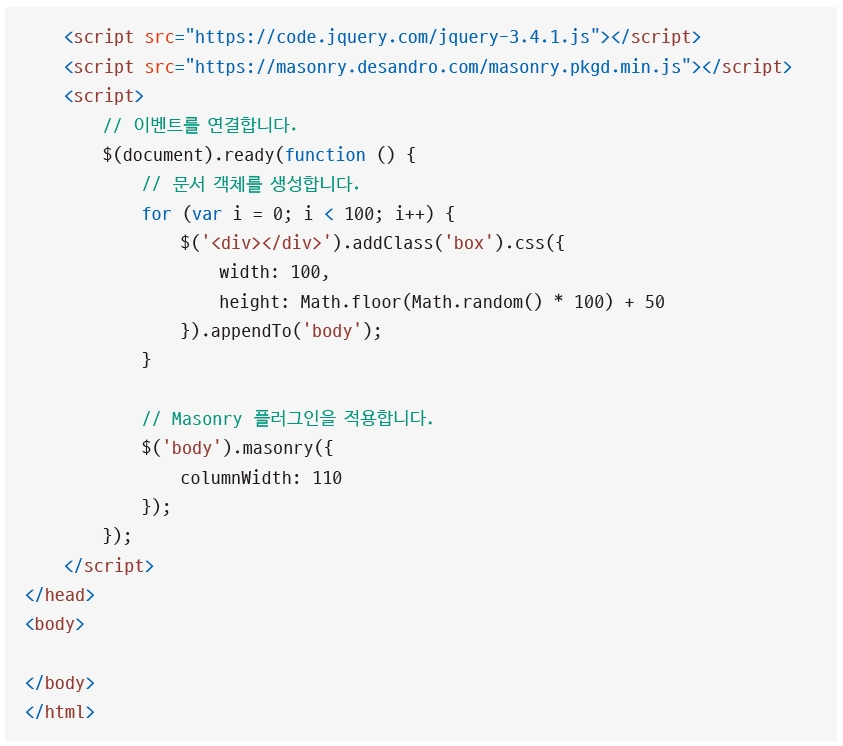 <script src="https://code.jquery.com/jquery-3.4.1.js"></script>
<script src="https://masonry.desandro.com/masonry.pkgd.min.js"></script>
<script>
// 이벤트를 연결합니다.
$(document).ready(function () {
// 문서 객체를 생성합니다.
for (var i = 0; i < 100; i++) {
$('<div></div>').addClass('box').css({
width: 100,
height: Math.floor(Math.random() * 100) + 50
}).appendTo('body');
}
// Masonry 플러그인을 적용합니다.
$('body').masonry({
columnWidth: 110
});
});
</script>
</head>
<body>
</body>
</html>